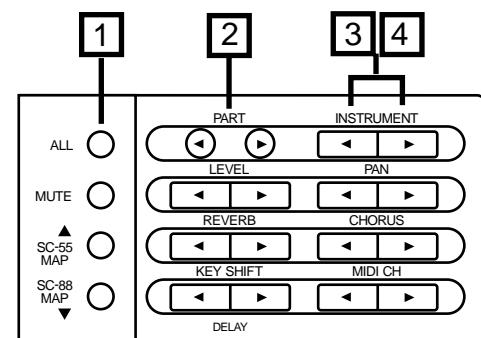 1 2 3 4
PART INSTRUMENT
ALL
LEVEL PAN
MUTE
REVERB CHORUS
▲
SC-55
MAP
KEY SHIFT MIDI CH
SC-88
MAP
▼
DELAY